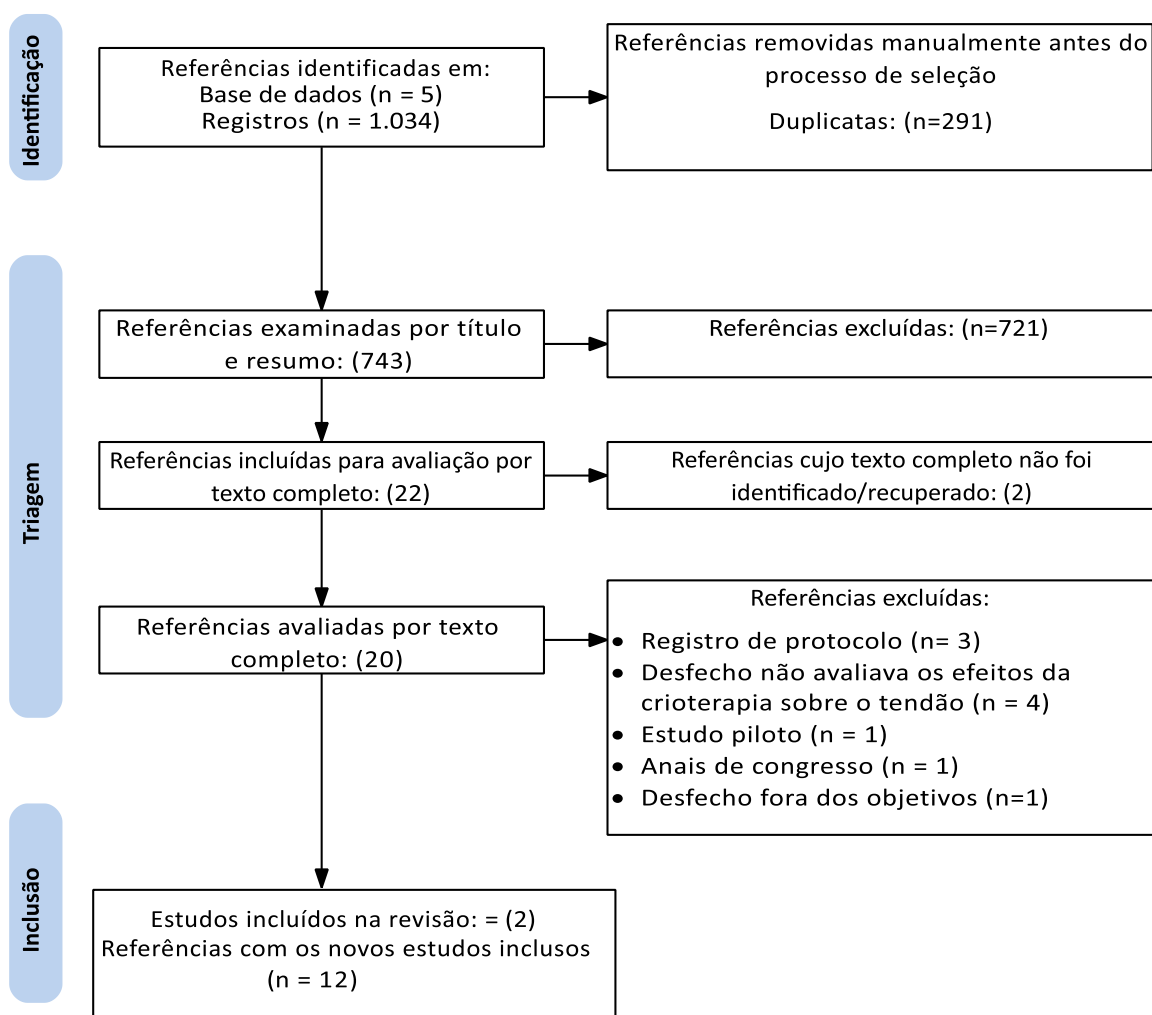 Identificação
Referências identificadas em:
Base de dados (n = 5)
Registros (n = 1.034)
Referências removidas manualmente antes do
processo de seleção
Duplicatas: (n=291)
Triagem
Referências examinadas por título
e resumo: (743)
Referências excluídas: (n=721)
Referências incluídas para avaliação por
texto completo: (22)
Referências cujo texto completo não foi
identificado/recuperado: (2)
Referências avaliadas por texto
completo: (20)
Referências excluídas:
• Registro de protocolo (n= 3)
• Desfecho não avaliava os efeitos da
crioterapia sobre o tendão (n = 4)
• Estudo piloto (n = 1)
• Anais de congresso (n = 1)
• Desfecho fora dos objetivos (n=1)
Inclusão
Estudos incluídos na revisão: = (2)
Referências com os novos estudos inclusos
(n = 12)